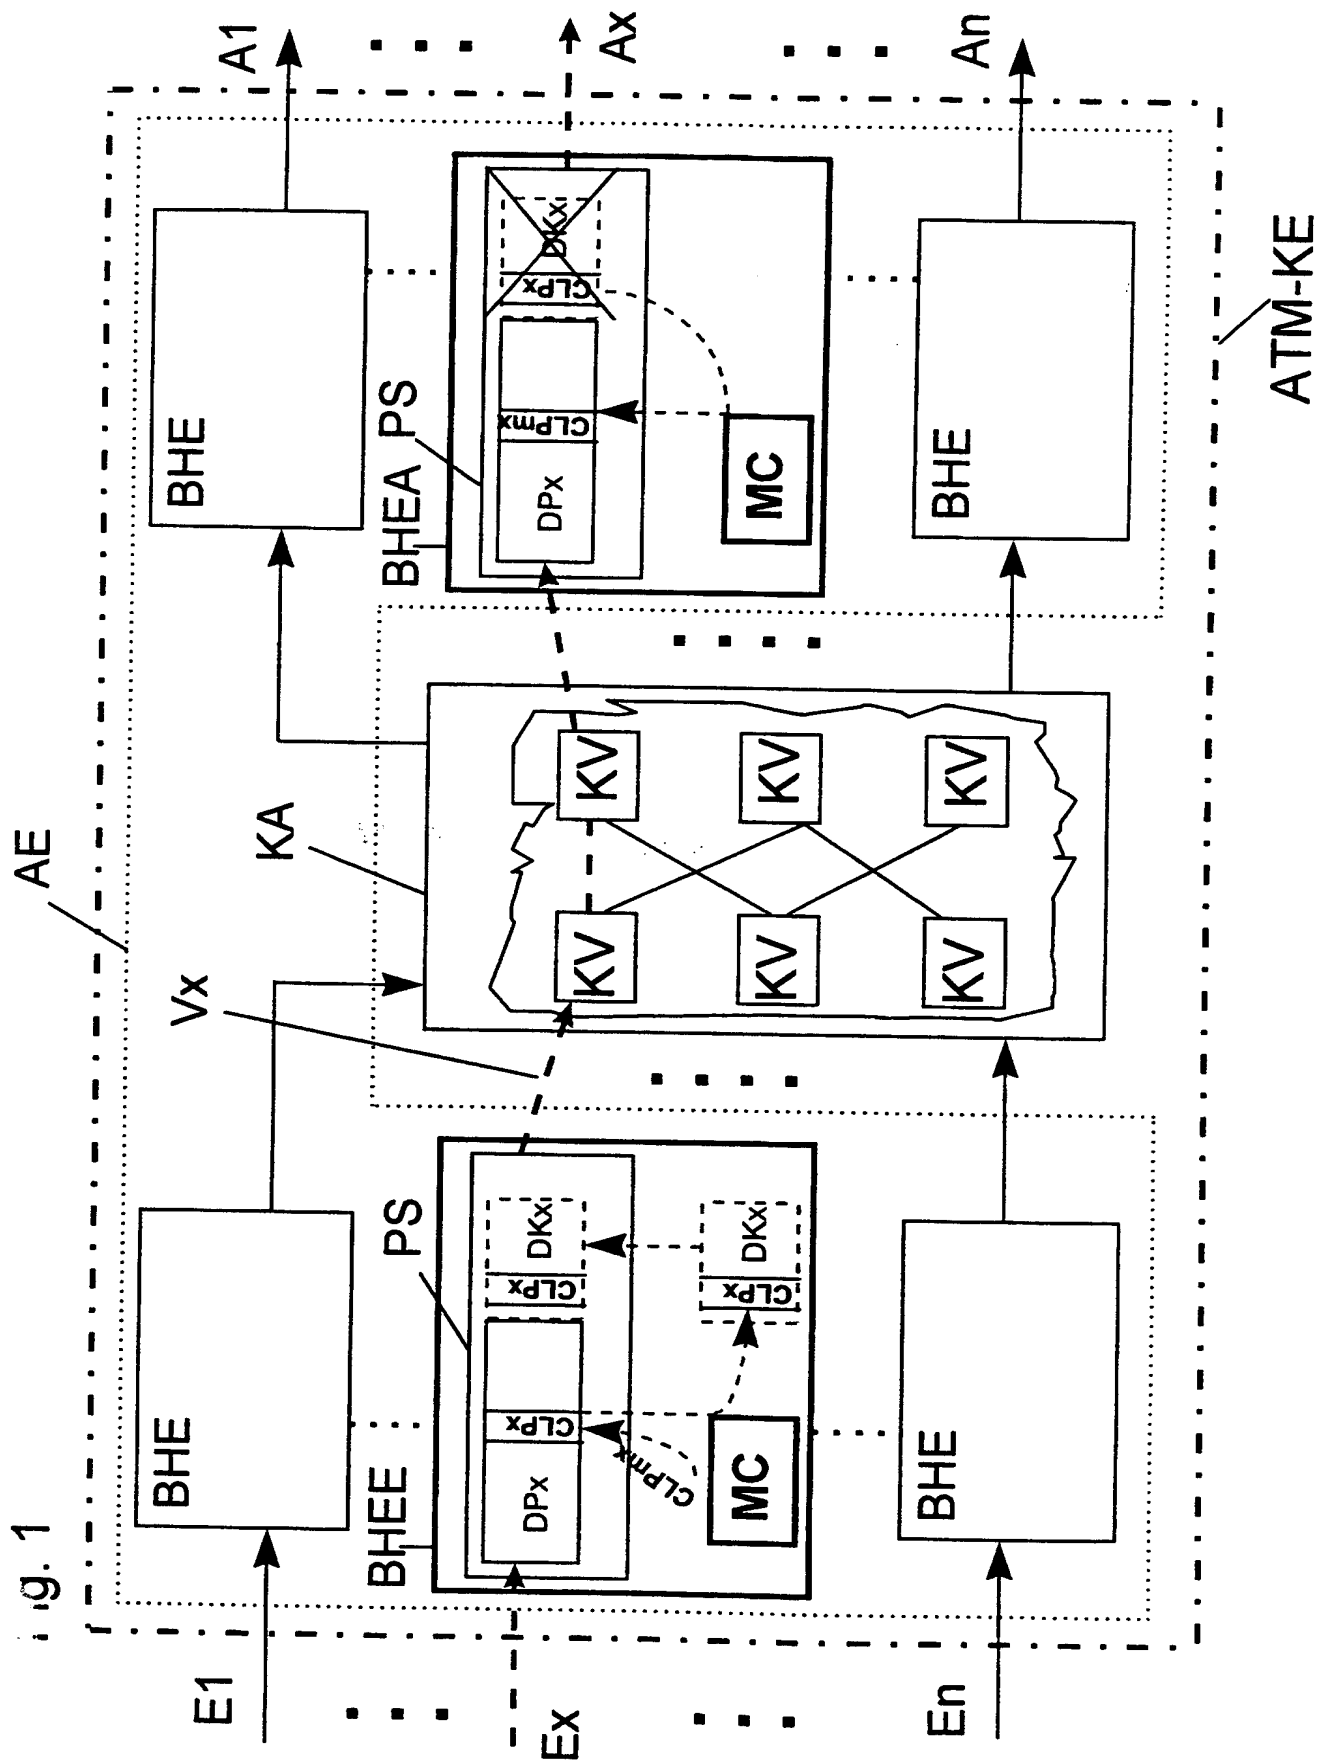 ig. 1
AE
ATM-KE
E1
Ex
En
BHE
BHEE
PS
DPx
CLPx
CLPmx
CLPx
DKx
MC
CLPx
DKx
BHE
Vx
KA
KV
KV
KV
KV
KV
KV
BHE
BHEA
PS
DPx
CLPmx
CLPx
DKx
MC
BHE
A1
Ax
An